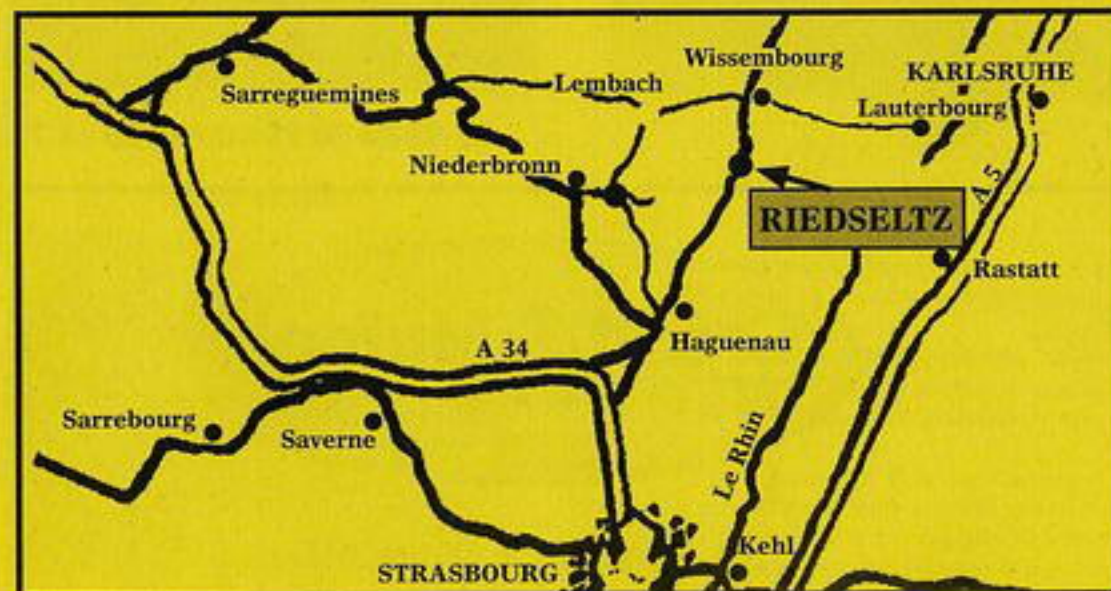 Wissembourg
KARLSRUHE
Sarreguemines
Lembach
Lauterbourg
Niederbronn
A 5
RIEDSELTZ
Rastatt
Haguenau
A 34
Sarrebourg
Saverne
Le Rhin
Kehl
STRASBOURG